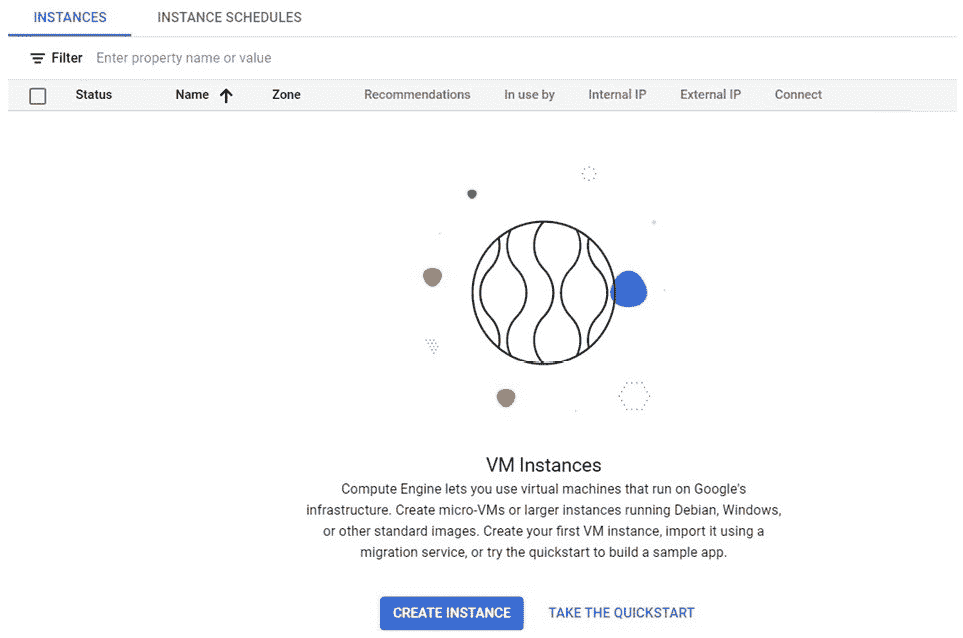 INSTANCES INSTANCE SCHEDULES
Filter Enter property name or value
Status Name Zone Recommendations In use by Internal IP External IP Connect
VM Instances
Compute Engine lets you use virtual machines that run on Google's
infrastructure. Create micro-VMs or larger instances running Debian, Windows,
or other standard images. Create your first VM instance, import it using a
migration service, or try the quickstart to build a sample app.
CREATE INSTANCE TAKE THE QUICKSTART